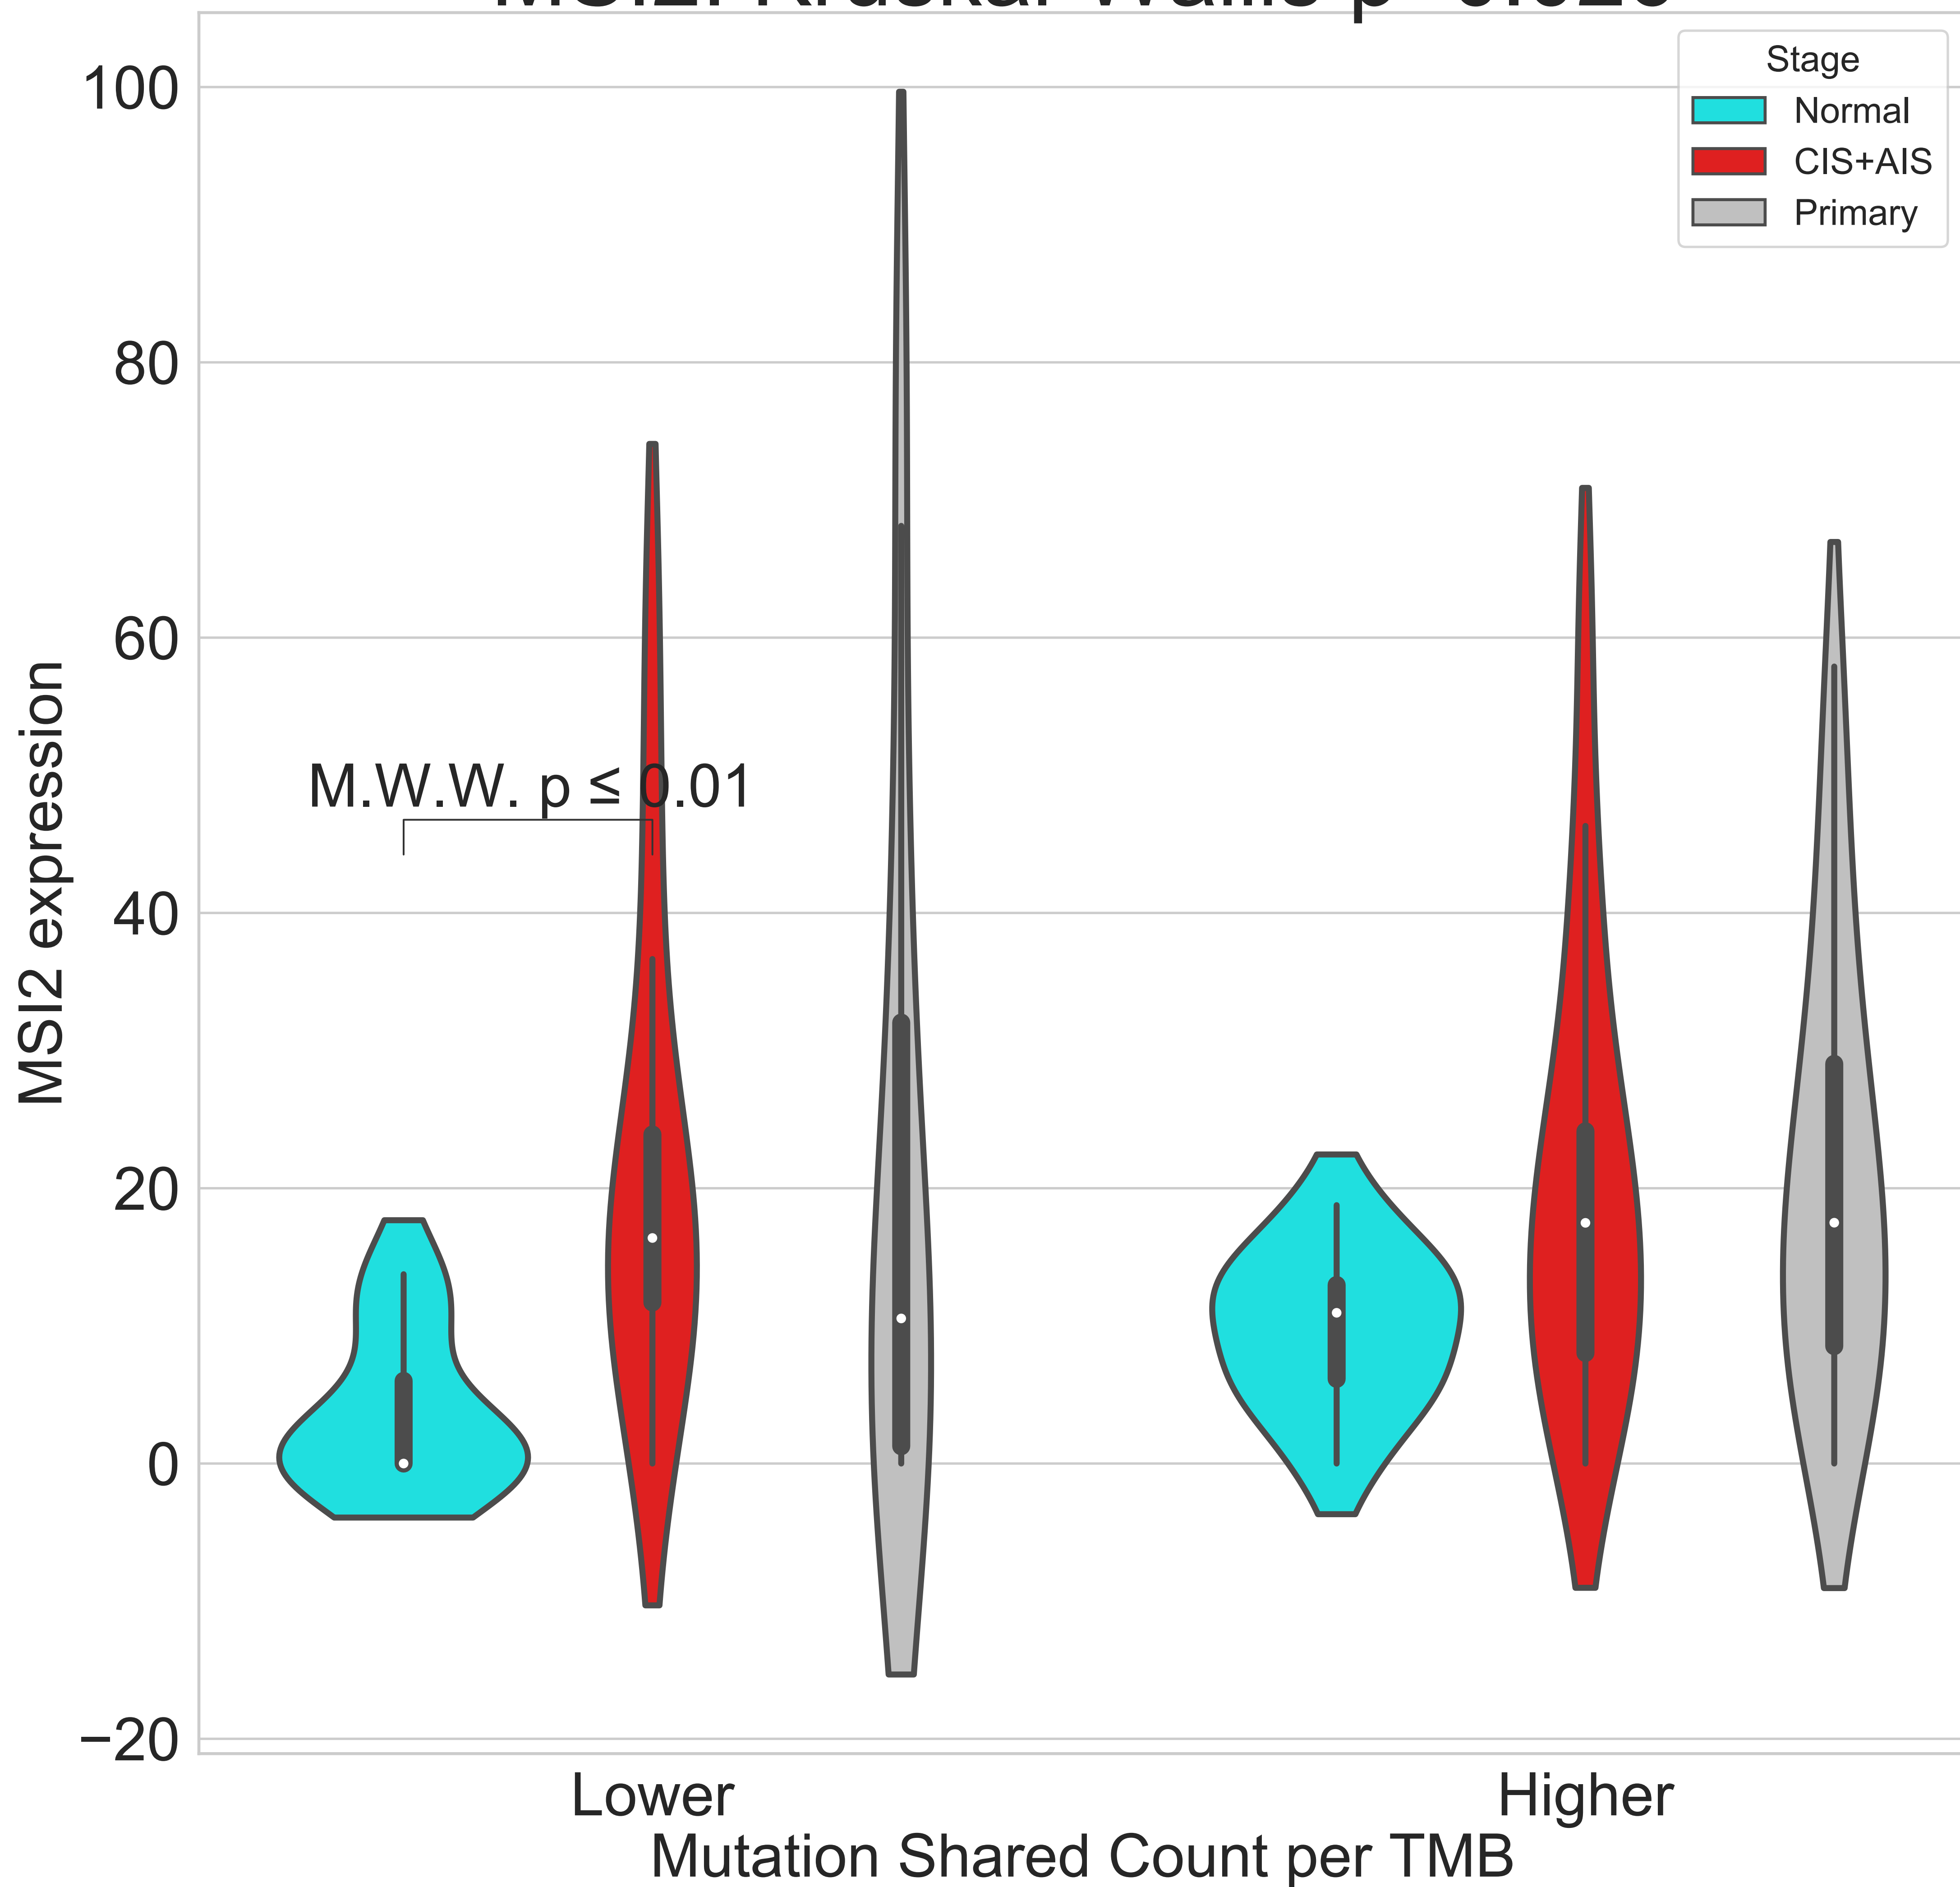 100
80
60
40
20
0
−20
MSI2 expression
Stage
Normal
CIS+AIS
Primary
M.W.W. p ≤ 0.01
Lower
Higher
Mutation Shared Count per TMB